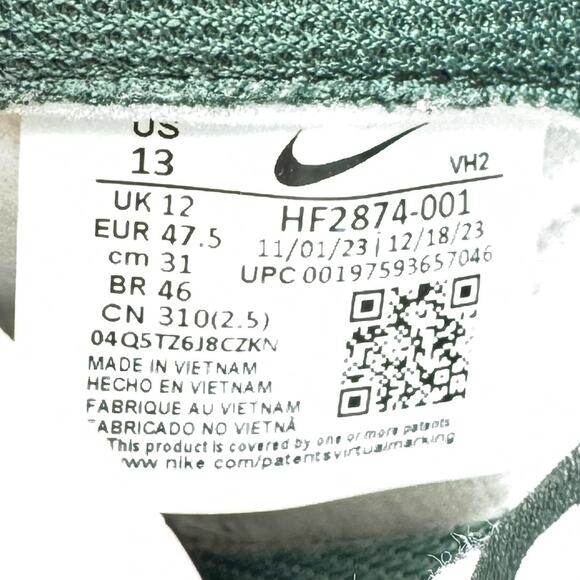 US
13
VH2
UK 12
EUR 47.5
cm 31
BR 46
CN 310(2.5)
04Q5TZ6J8CZKN
HF2874-001
11/01/23 | 12/18/23
UPC 00197593657046
MADE IN VIETNAM
HECHO EN VIETNAM
FABRIQUE AU VIETNAM
FABRICADO NO VIETNÃ
This product is covered by one or more patents
www nike com/patentsvirtualmarking